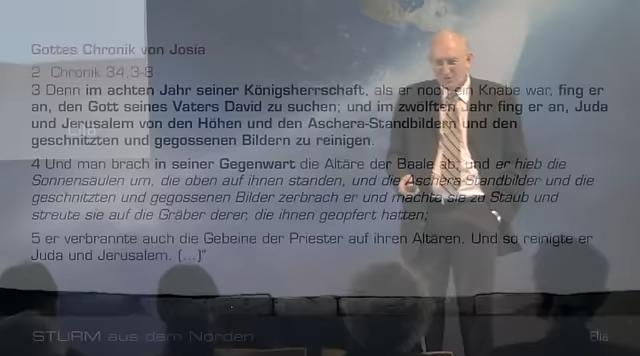 Gottes Chronik von Josia
2 Chronik 34,3-8
3 Denn im achten Jahr seiner Königsherrschaft, als er noch ein Knabe war, fing er
an, den Gott seines Vaters David zu suchen; und im zwölften Jahr fing er an, Juda
und Jerusalem von den Höhen und den Aschera-Standbildern und den
geschnitzten und gegossenen Bildern zu reinigen.
4 Und man brach in seiner Gegenwart die Altäre der Baale ab; und er hieb die
Sonnensäulen um, die oben auf ihnen standen, und die Aschera-Standbilder und die
geschnitzten und gegossenen Bilder zerbrach er und machte sie zu Staub und
streute sie auf die Gräber derer, die ihnen geopfert hatten;
5 er verbrannte auch die Gebeine der Priester auf ihren Altären. Und so reinigte er
Juda und Jerusalem. (...)"
STURM aus dem Norden
Elia